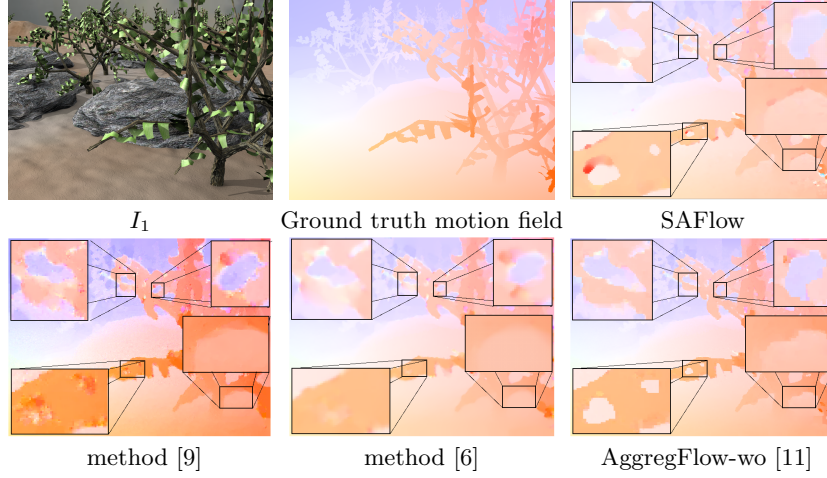 I₁ Ground truth motion field SAFlow
method [9] method [6] AggregFlow-wo [11]